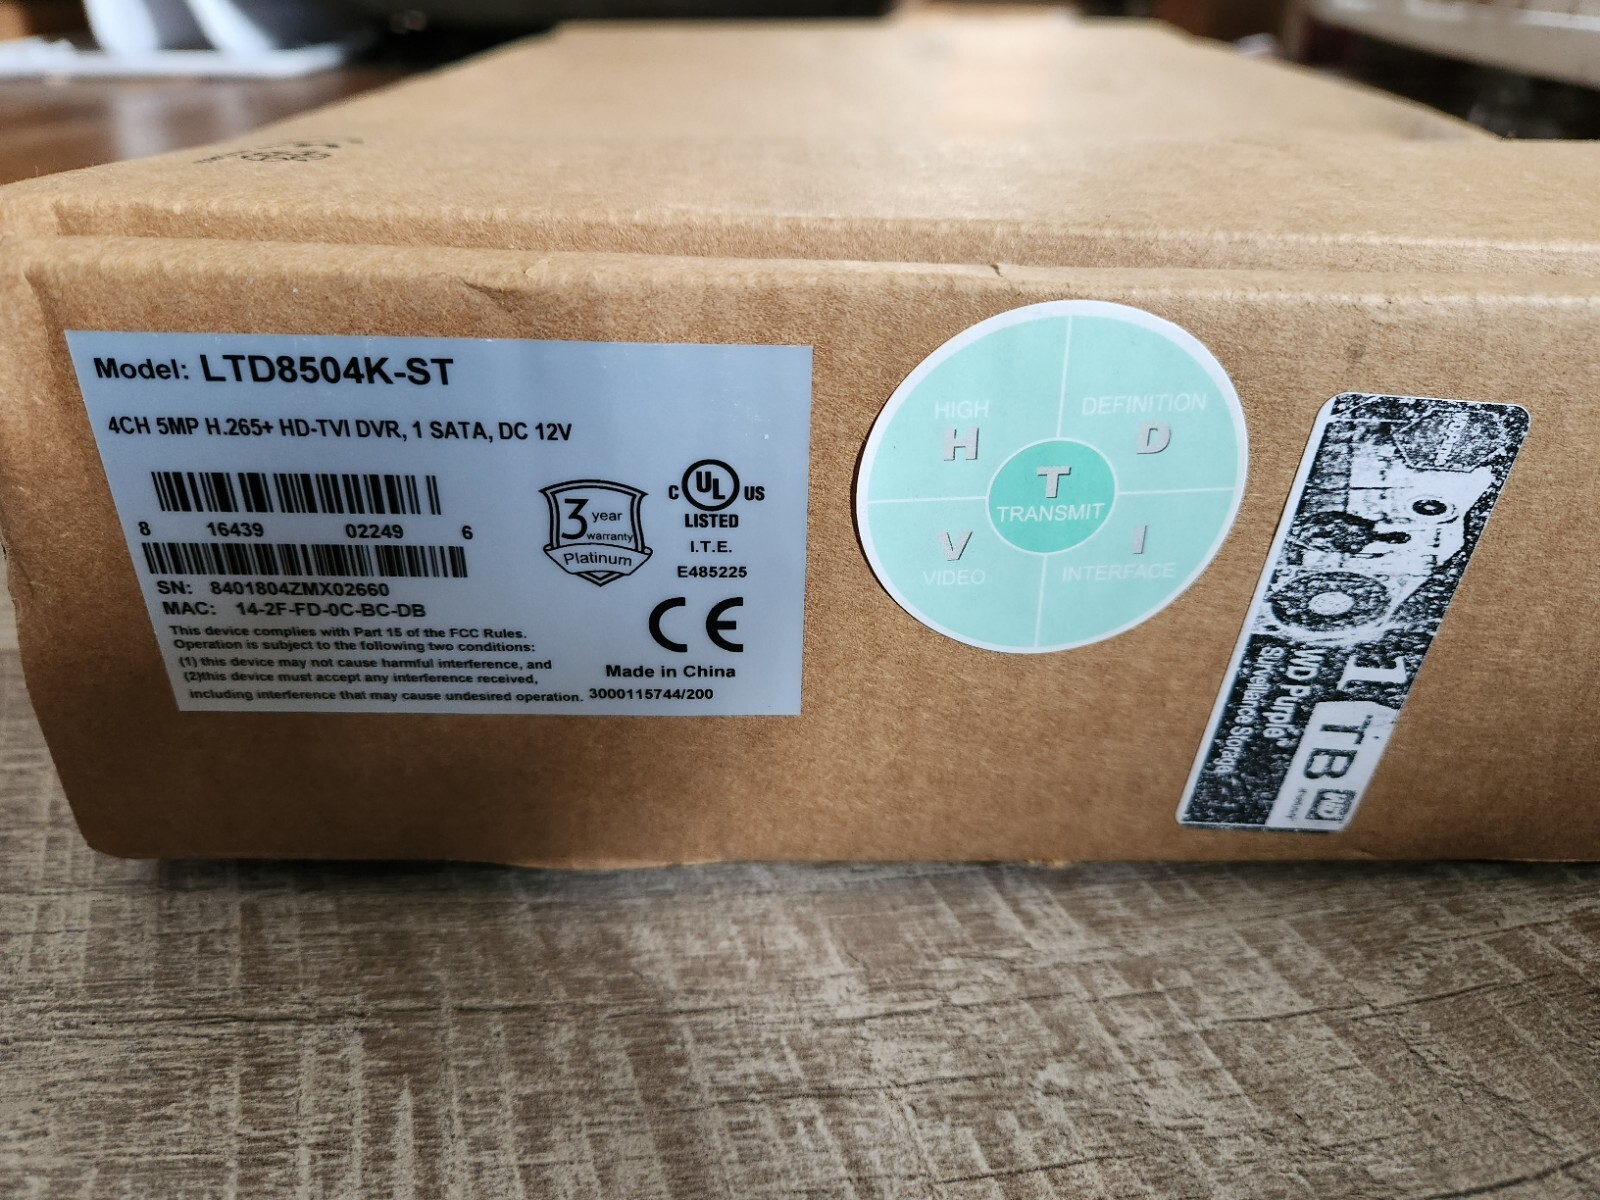 Model: LTD8504K-ST
4CH 5MP H.265+ HD-TVI DVR, 1 SATA, DC 12V
8 16439 02249 6
SN: 8401804ZMX02660
MAC: 14-2F-FD-0C-BC-DB
This device complies with Part 15 of the FCC Rules.
Operation is subject to the following two conditions:
(1) this device may not cause harmful interference, and
(2)this device must accept any interference received,
including interference that may cause undesired operation.
3 year
warranty
Platinum
C UL US
LISTED
I.T.E.
E485225
CE
Made in China
3000115744/200
HIGH
H
DEFINITION
D
T
TRANSMIT
V
VIDEO
I
INTERFACE
1TB
WD Purple
Surveillance Storage